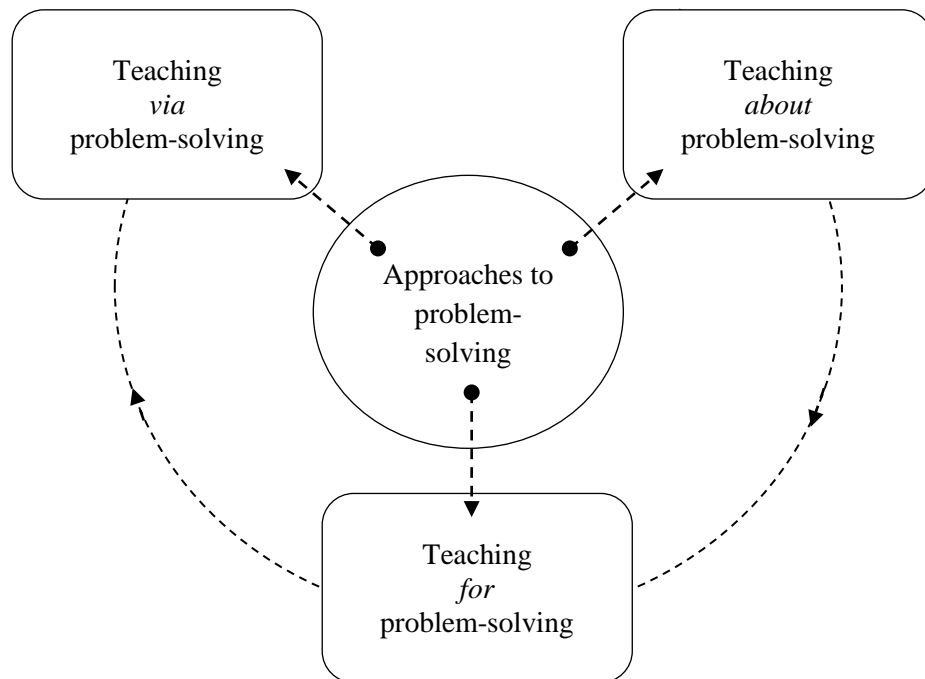 Teaching
via
problem-solving
Teaching
about
problem-solving
Approaches to
problem-
solving
Teaching
for
problem-solving